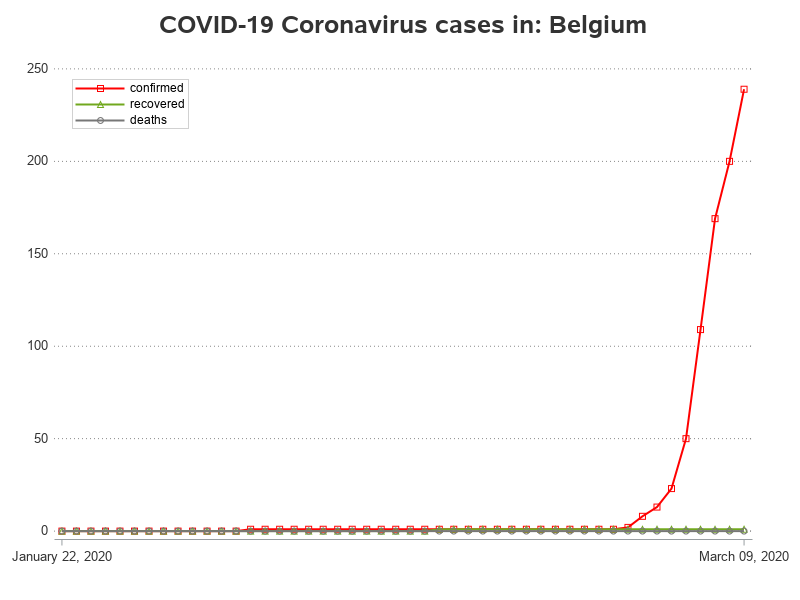 COVID-19 Coronavirus cases in: Belgium
250
confirmed
recovered
deaths
200
150
100
50
0
January 22, 2020 March 09, 2020